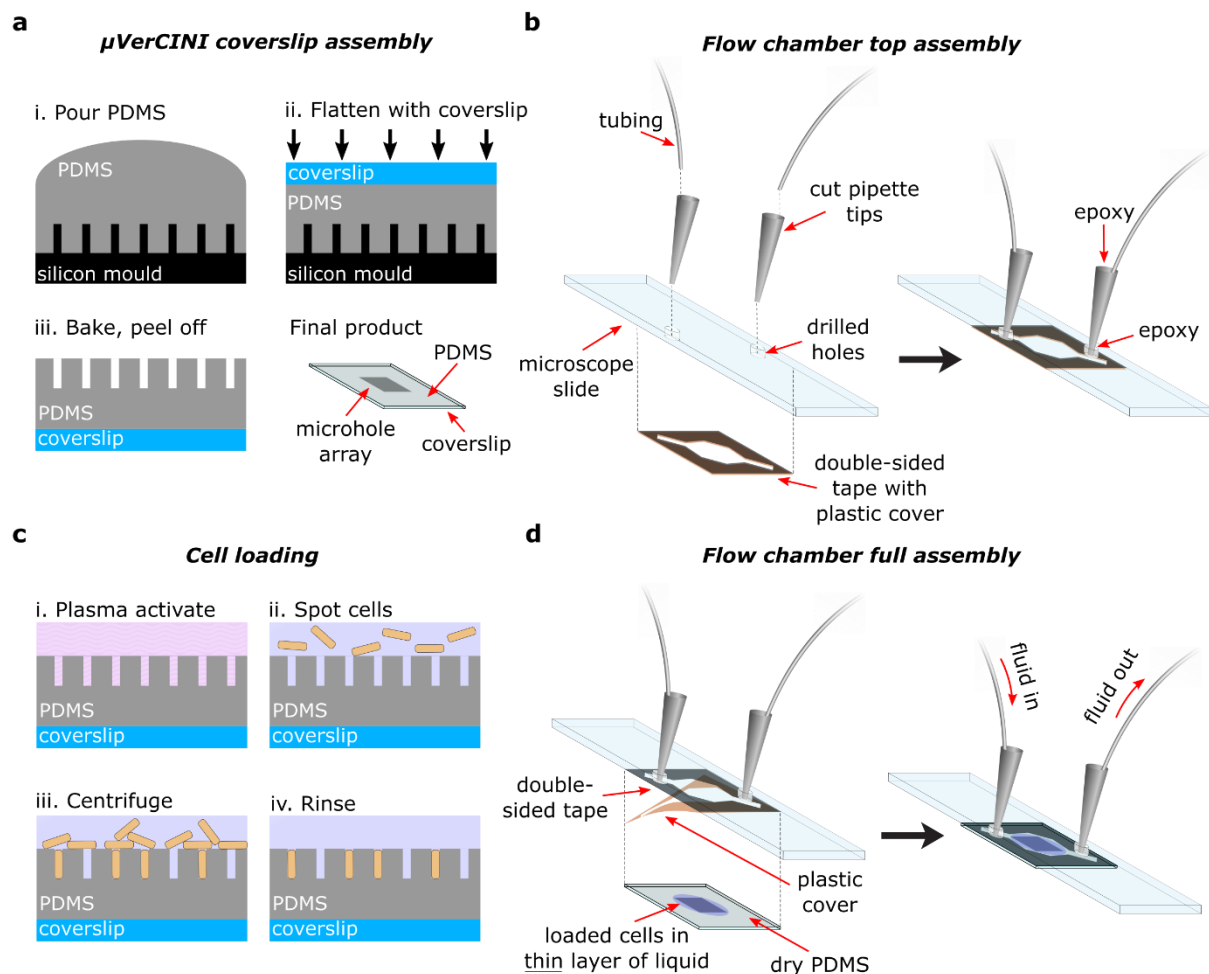 a
µVerCINI coverslip assembly
i. Pour PDMS
PDMS
silicon mould
ii. Flatten with coverslip
coverslip
PDMS
silicon mould
iii. Bake, peel off
PDMS
coverslip
Final product
PDMS
microhole
array
coverslip
b
Flow chamber top assembly
tubing
cut pipette
tips
microscope
slide
drilled
holes
double-sided
tape with
plastic cover
epoxy
epoxy
c
Cell loading
i. Plasma activate
PDMS
coverslip
ii. Spot cells
PDMS
coverslip
iii. Centrifuge
PDMS
coverslip
iv. Rinse
PDMS
coverslip
d
Flow chamber full assembly
double-
sided tape
plastic
cover
loaded cells in
thin layer of liquid
dry PDMS
fluid in
fluid out